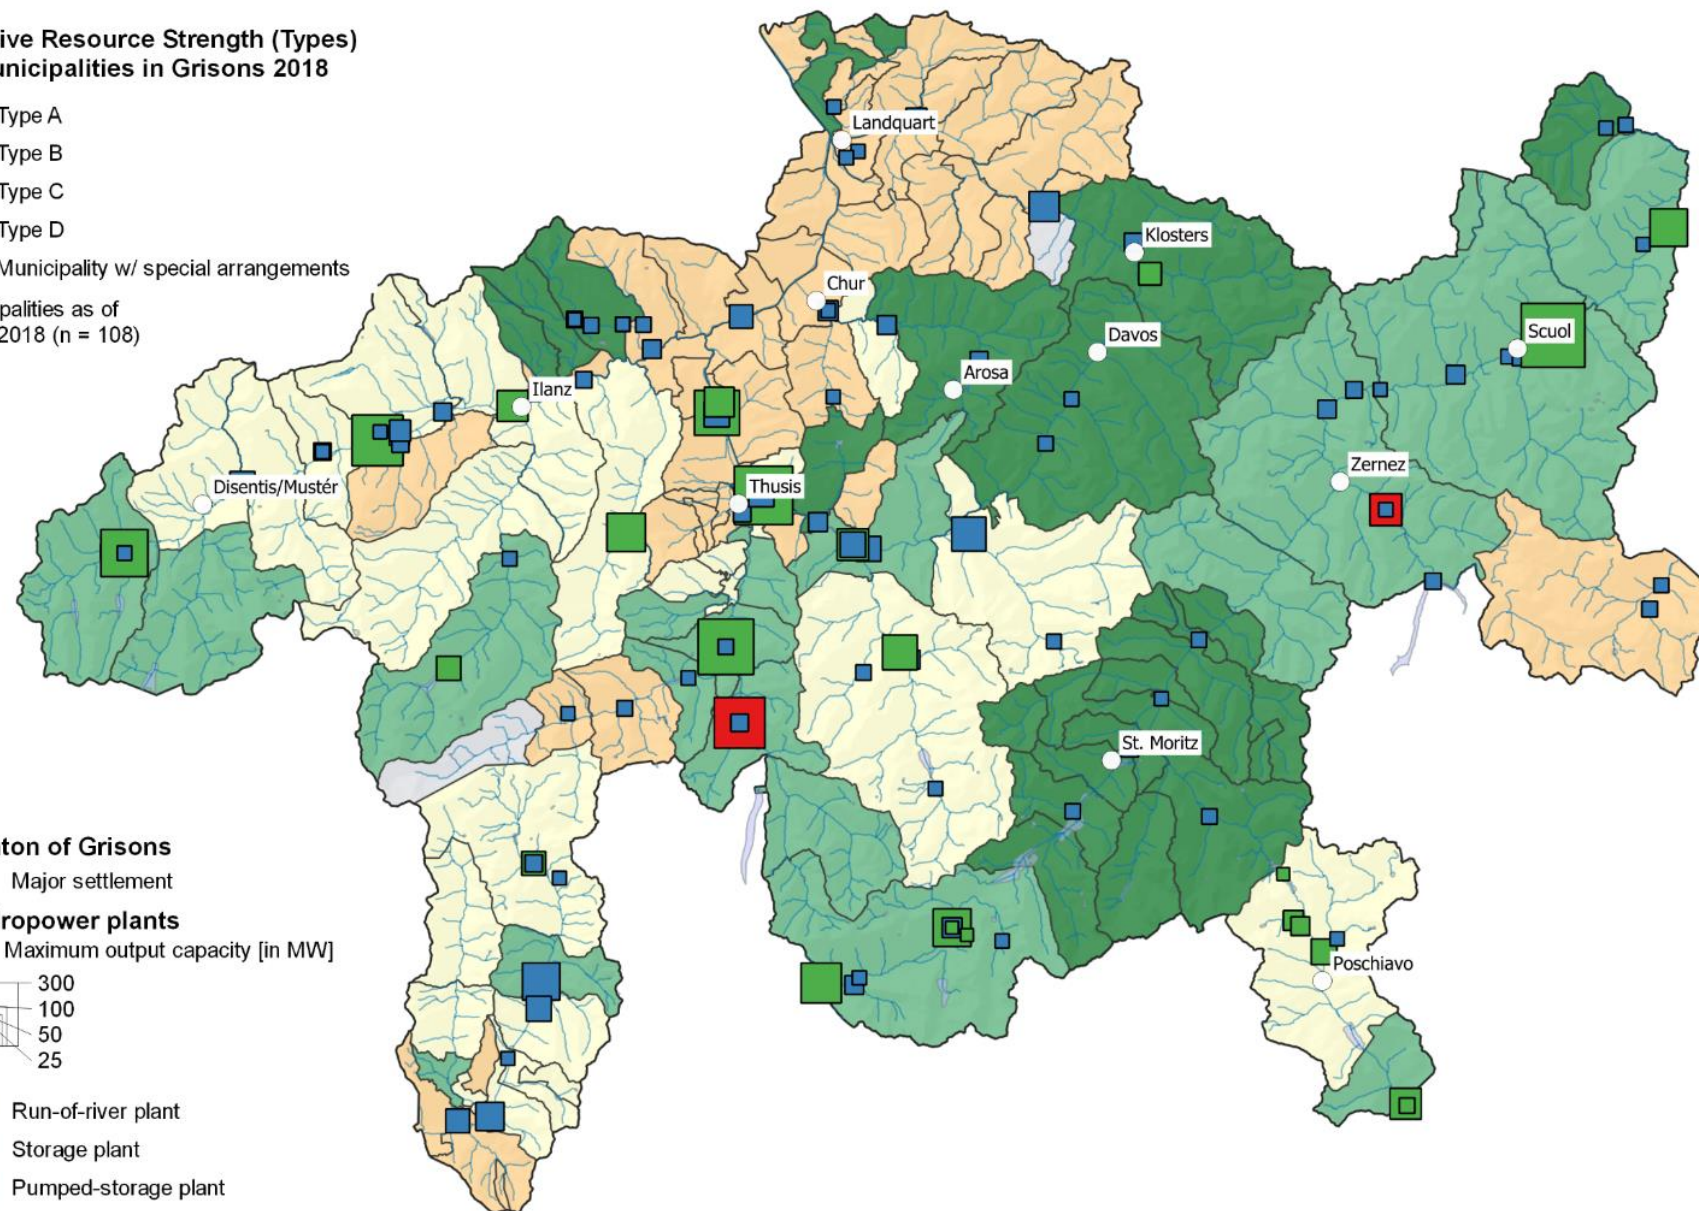 ive Resource Strength (Types)
unicipalities in Grisons 2018
Type A
Type B
Type C
Type D
Municipality w/ special arrangements
palities as of
2018 (n = 108)
Landquart
Klosters
Chur
Davos
Scuol
Arosa
Ilanz
Zernez
Disentis/Mustér
Thusis
St. Moritz
Poschiavo
ton of Grisons
Major settlement
ropower plants
Maximum output capacity [in MW]
300
100
50
25
Run-of-river plant
Storage plant
Pumped-storage plant